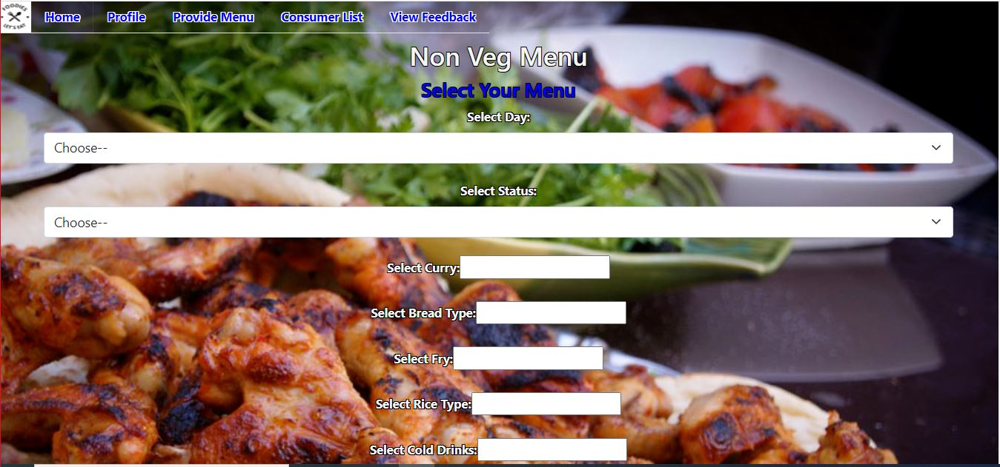 FOODIES
LET'S EAT
Home Profile Provide Menu Consumer List View Feedback
Non Veg Menu
Select Your Menu
Select Day:
Choose--
Select Status:
Choose--
Select Curry:
Select Bread Type:
Select Fry:
Select Rice Type:
Select Cold Drinks: